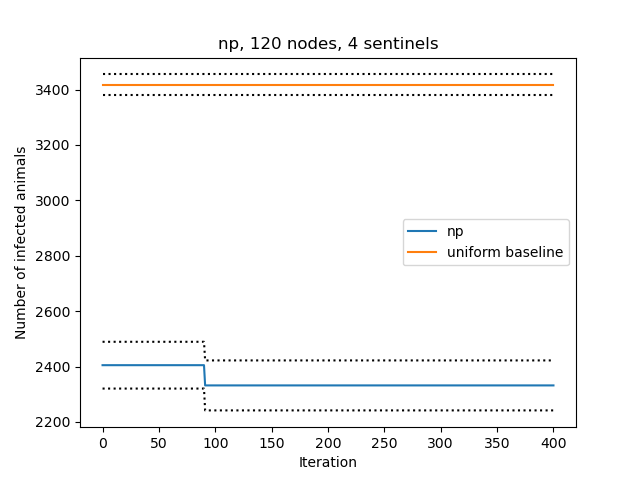 np, 120 nodes, 4 sentinels
Number of infected animals
3400
3200
3000
2800
2600
2400
2200
np
uniform baseline
0 50 100 150 200 250 300 350 400
Iteration